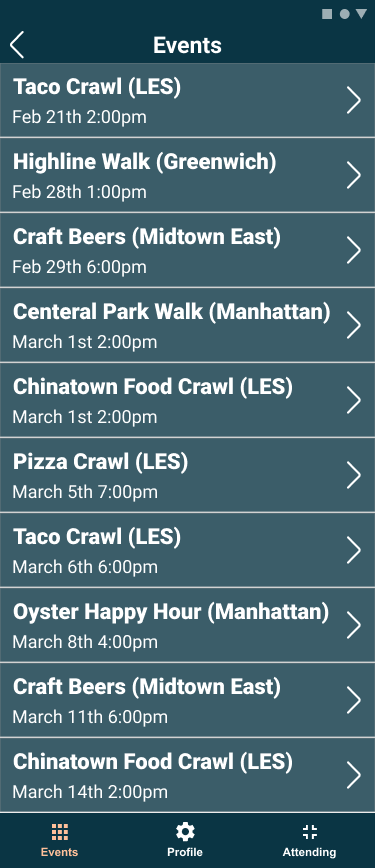 Events
Taco Crawl (LES)
Feb 21th 2:00pm
Highline Walk (Greenwich)
Feb 28th 1:00pm
Craft Beers (Midtown East)
Feb 29th 6:00pm
Centeral Park Walk (Manhattan)
March 1st 2:00pm
Chinatown Food Crawl (LES)
March 1st 2:00pm
Pizza Crawl (LES)
March 5th 7:00pm
Taco Crawl (LES)
March 6th 6:00pm
Oyster Happy Hour (Manhattan)
March 8th 4:00pm
Craft Beers (Midtown East)
March 11th 6:00pm
Chinatown Food Crawl (LES)
March 14th 2:00pm
Events Profile Attending